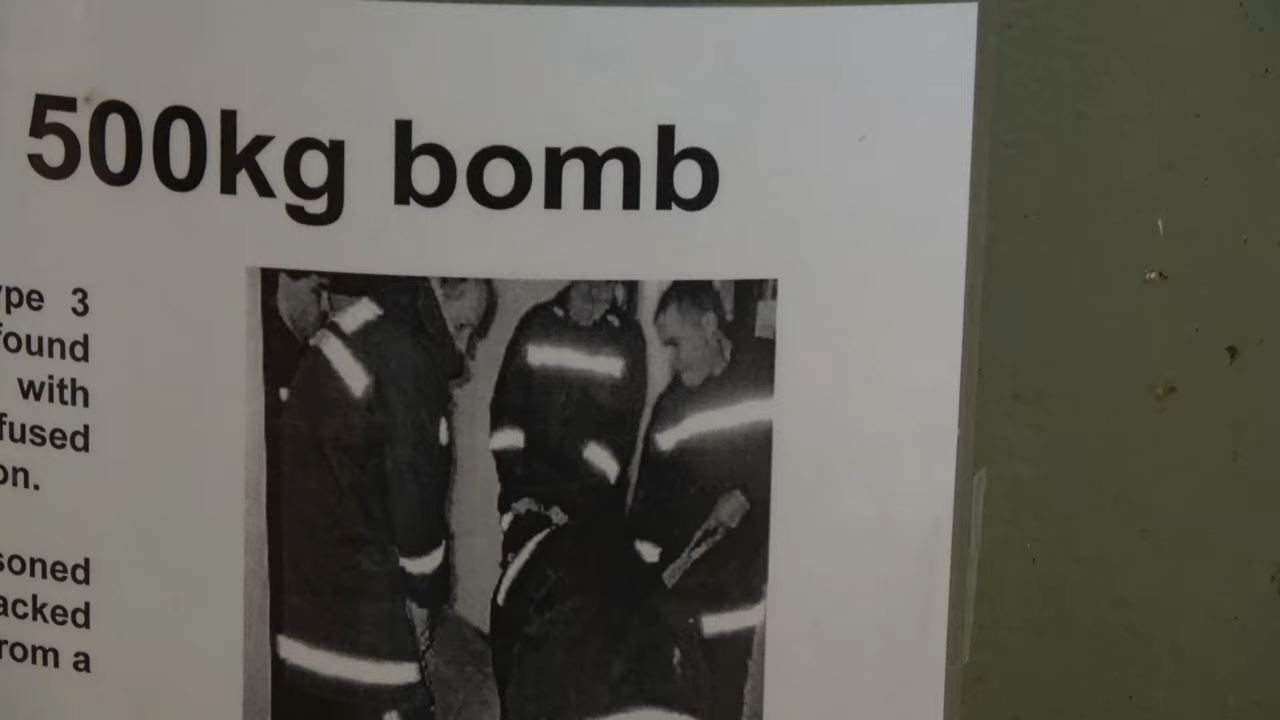 500kg bomb
ype 3
found
with
fused
on.
soned
acked
rom a